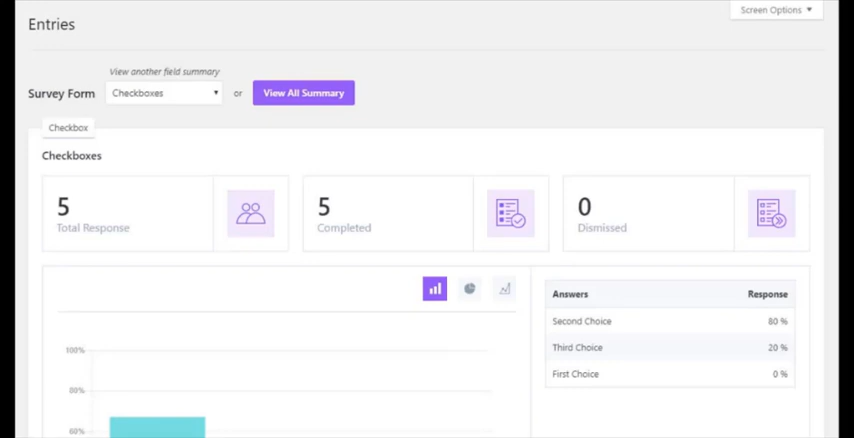 Screen Options
Entries
View another field summary
Survey Form Checkboxes or View All Summary
Checkbox
Checkboxes
5 5 0
Total Response Completed Dismissed
Answers Response
Second Choice 80 %
Third Choice 20 %
First Choice 0 %
100%
80%
60%